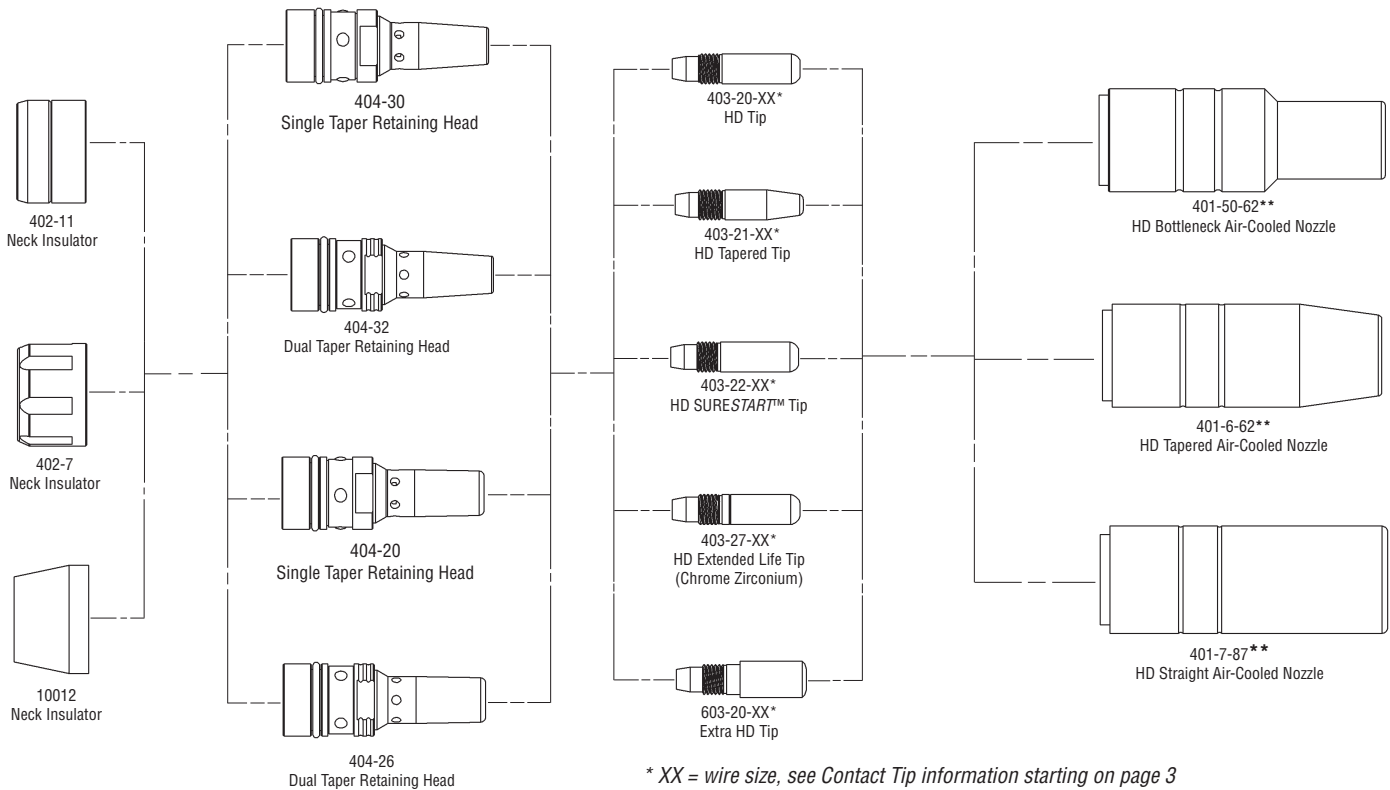 402-11
Neck Insulator
402-7
Neck Insulator
10012
Neck Insulator
404-30
Single Taper Retaining Head
404-32
Dual Taper Retaining Head
404-20
Single Taper Retaining Head
404-26
Dual Taper Retaining Head
403-20-XX*
HD Tip
403-21-XX*
HD Tapered Tip
403-22-XX*
HD SURESTART™ Tip
403-27-XX*
HD Extended Life Tip
(Chrome Zirconium)
603-20-XX*
Extra HD Tip
401-50-62**
HD Bottleneck Air-Cooled Nozzle
401-6-62**
HD Tapered Air-Cooled Nozzle
401-7-87**
HD Straight Air-Cooled Nozzle
* XX = wire size, see Contact Tip information starting on page 3